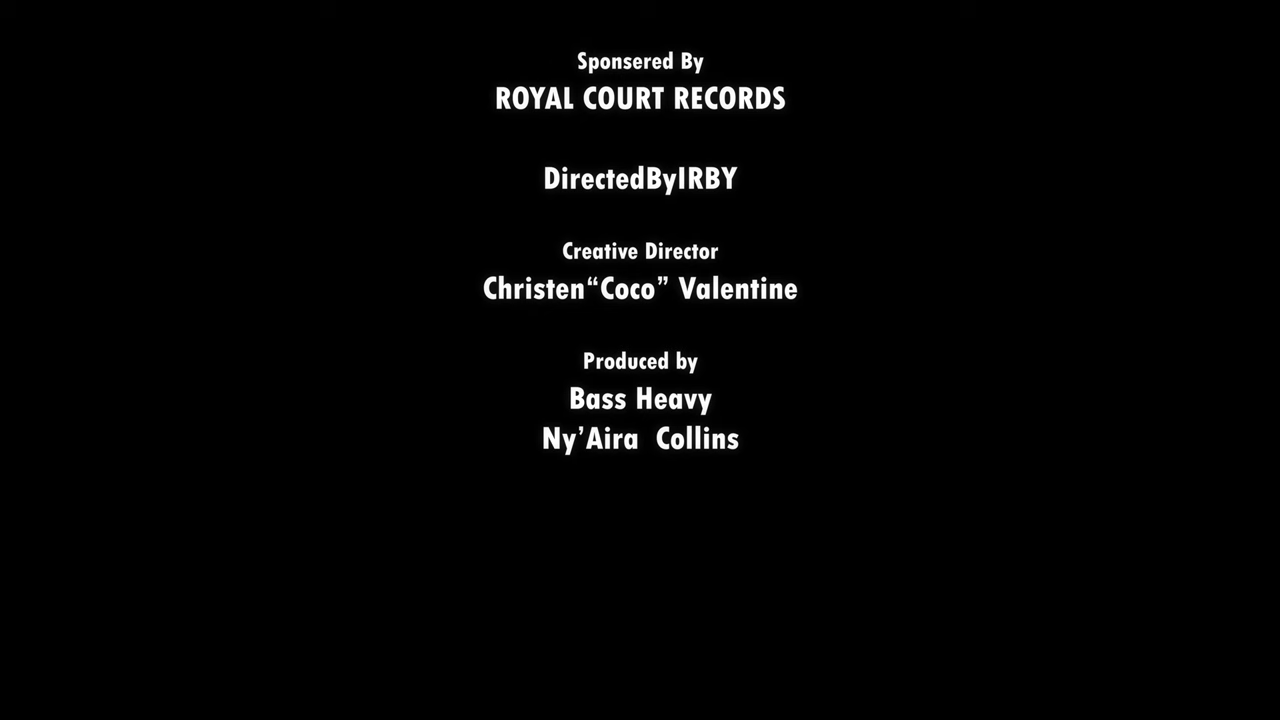 Sponsered By
ROYAL COURT RECORDS
DirectedByIRBY
Creative Director
Christen“Coco” Valentine
Produced by
Bass Heavy
Ny’Aira  Collins